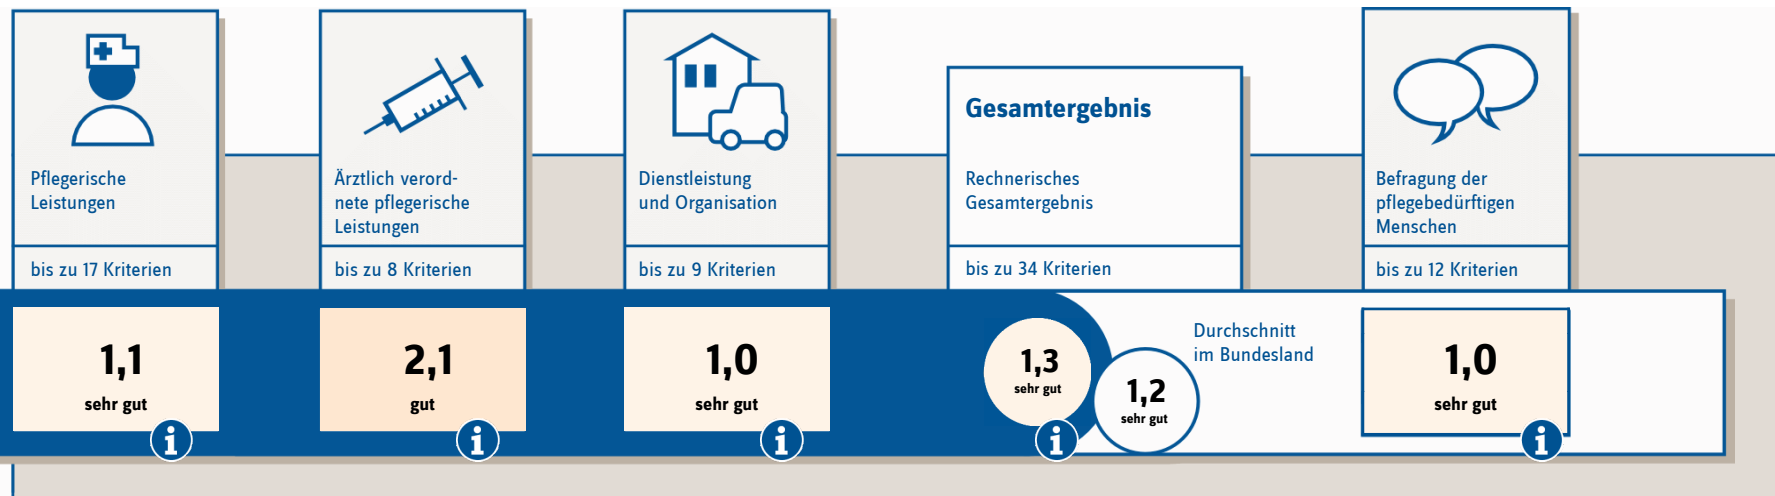 Pflegerische
Leistungen
bis zu 17 Kriterien
1,1
sehr gut
i
Ärztlich verord-
nete pflegerische
Leistungen
bis zu 8 Kriterien
2,1
gut
i
Dienstleistung
und Organisation
bis zu 9 Kriterien
1,0
sehr gut
i
Gesamtergebnis
Rechnerisches
Gesamtergebnis
bis zu 34 Kriterien
1,3
sehr gut
i
1,2
sehr gut
Durchschnitt
im Bundesland
Befragung der
pflegebedürftigen
Menschen
bis zu 12 Kriterien
1,0
sehr gut
i